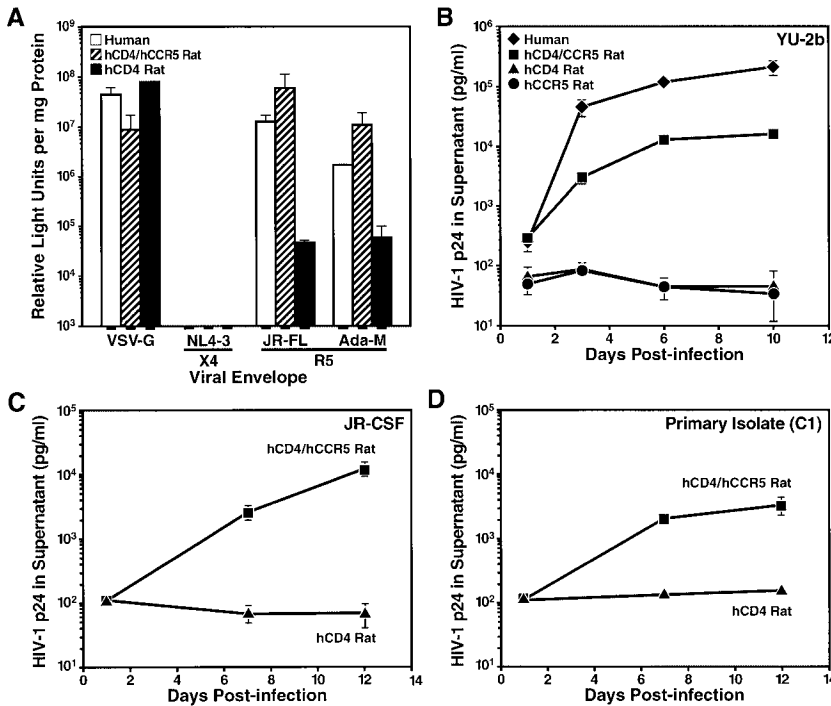 A
Relative Light Units per mg Protein
10⁹
10⁸
10⁷
10⁶
10⁵
10⁴
10³
Human
hCD4/hCCR5 Rat
hCD4 Rat
VSV-G NL4-3 JR-FL Ada-M
X4 R5
Viral Envelope
B
YU-2b
HIV-1 p24 in Supernatant (pg/ml)
10⁶
10⁵
10⁴
10³
10²
10¹
Human
hCD4/CCR5 Rat
hCD4 Rat
hCCR5 Rat
0 2 4 6 8 10 12
Days Post-infection
C
JR-CSF
HIV-1 p24 in Supernatant (pg/ml)
10⁵
10⁴
10³
10²
10¹
hCD4/hCCR5 Rat
hCD4 Rat
0 2 4 6 8 10 12 14
Days Post-infection
D
Primary Isolate (C1)
HIV-1 p24 in Supernatant (pg/ml)
10⁵
10⁴
10³
10²
10¹
hCD4/hCCR5 Rat
hCD4 Rat
0 2 4 6 8 10 12 14
Days Post-infection